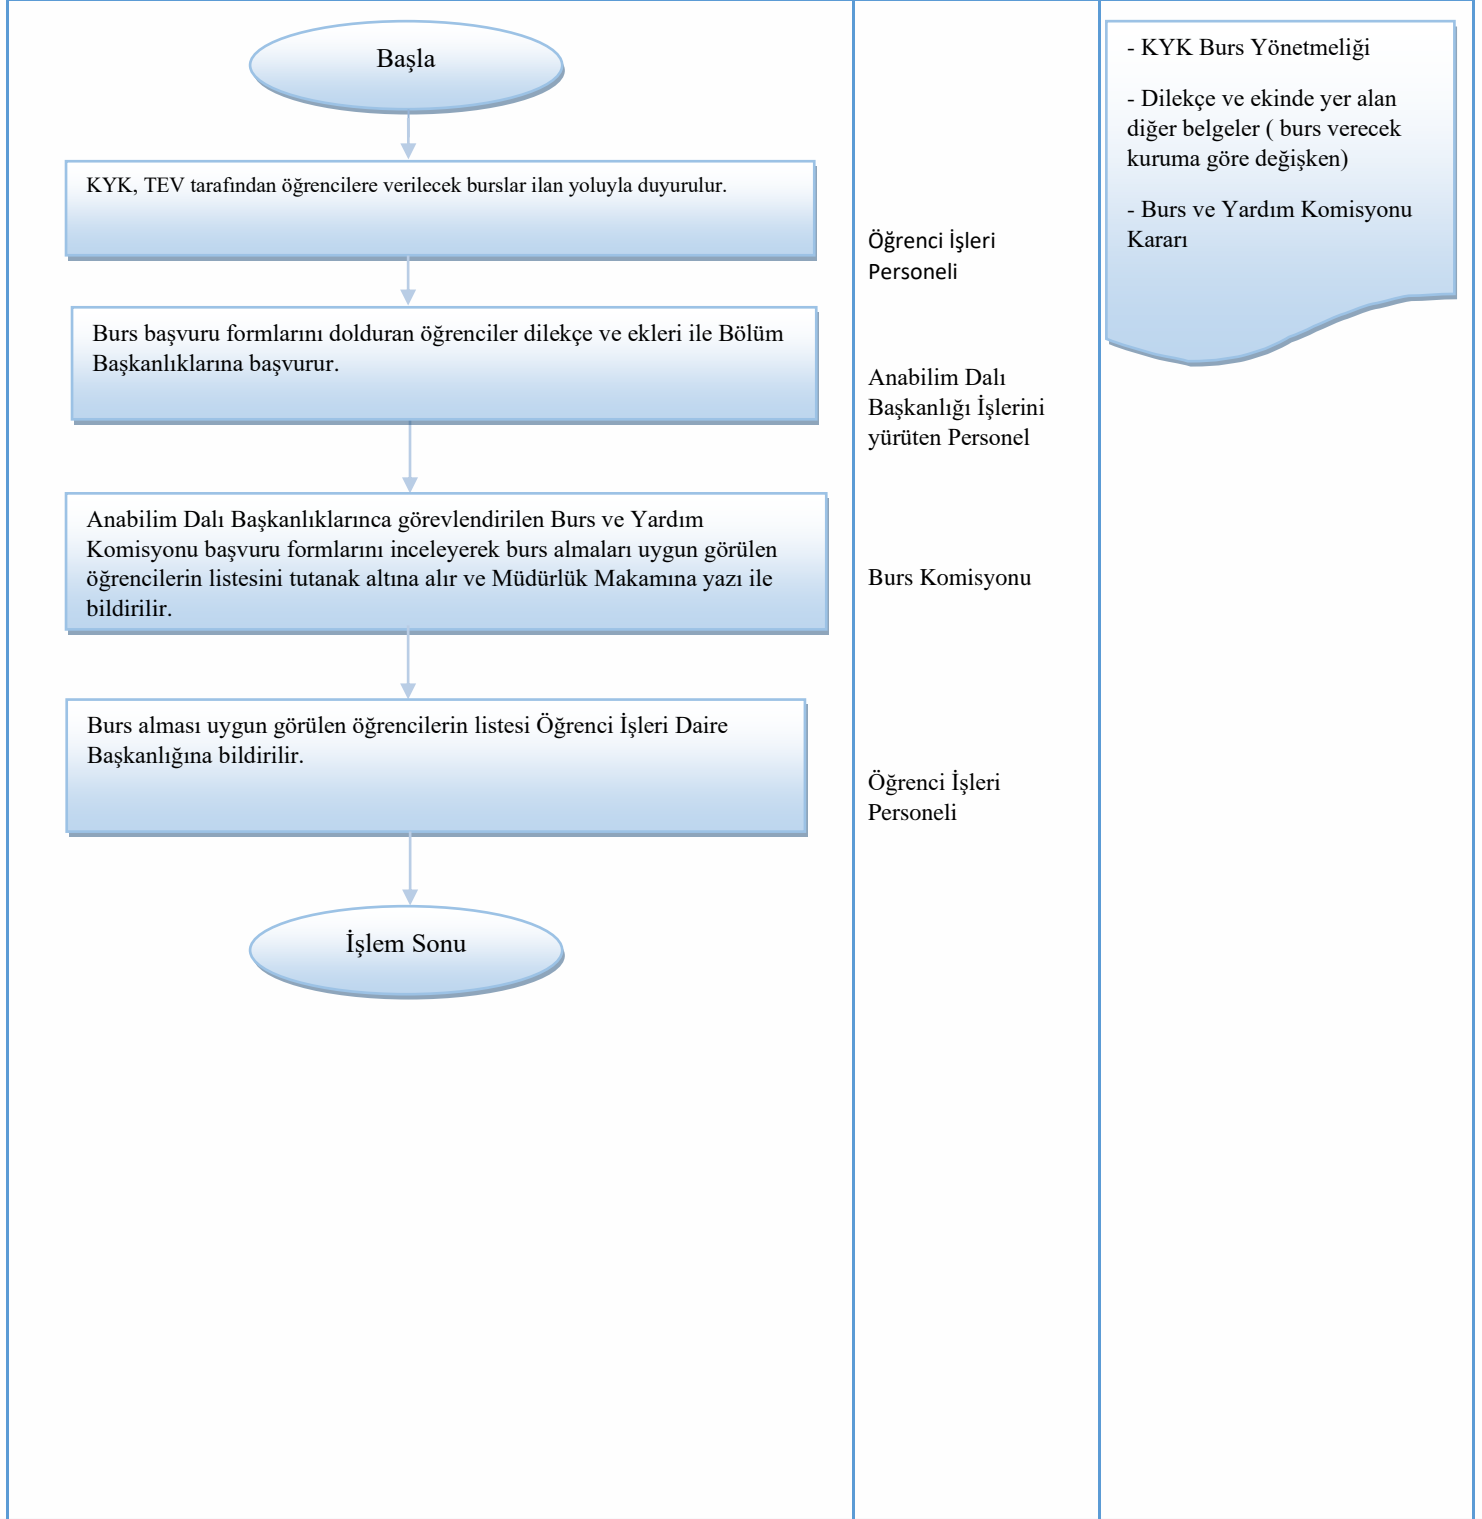 Başla
KYK, TEV tarafından öğrencilere verilecek burslar ilan yoluyla duyurulur.
Burs başvuru formlarını dolduran öğrenciler dilekçe ve ekleri ile Bölüm
Başkanlıklarına başvurur.
Anabilim Dalı Başkanlıklarınca görevlendirilen Burs ve Yardım
Komisyonu başvuru formlarını inceleyerek burs almaları uygun görülen
öğrencilerin listesini tutanak altına alır ve Müdürlük Makamına yazı ile
bildirilir.
Burs alması uygun görülen öğrencilerin listesi Öğrenci İşleri Daire
Başkanlığına bildirilir.
İşlem Sonu
Öğrenci İşleri
Personeli
Anabilim Dalı
Başkanlığı İşlerini
yürüten Personel
Burs Komisyonu
Öğrenci İşleri
Personeli
- KYK Burs Yönetmeliği
- Dilekçe ve ekinde yer alan
diğer belgeler ( burs verecek
kuruma göre değişken)
- Burs ve Yardım Komisyonu
Kararı